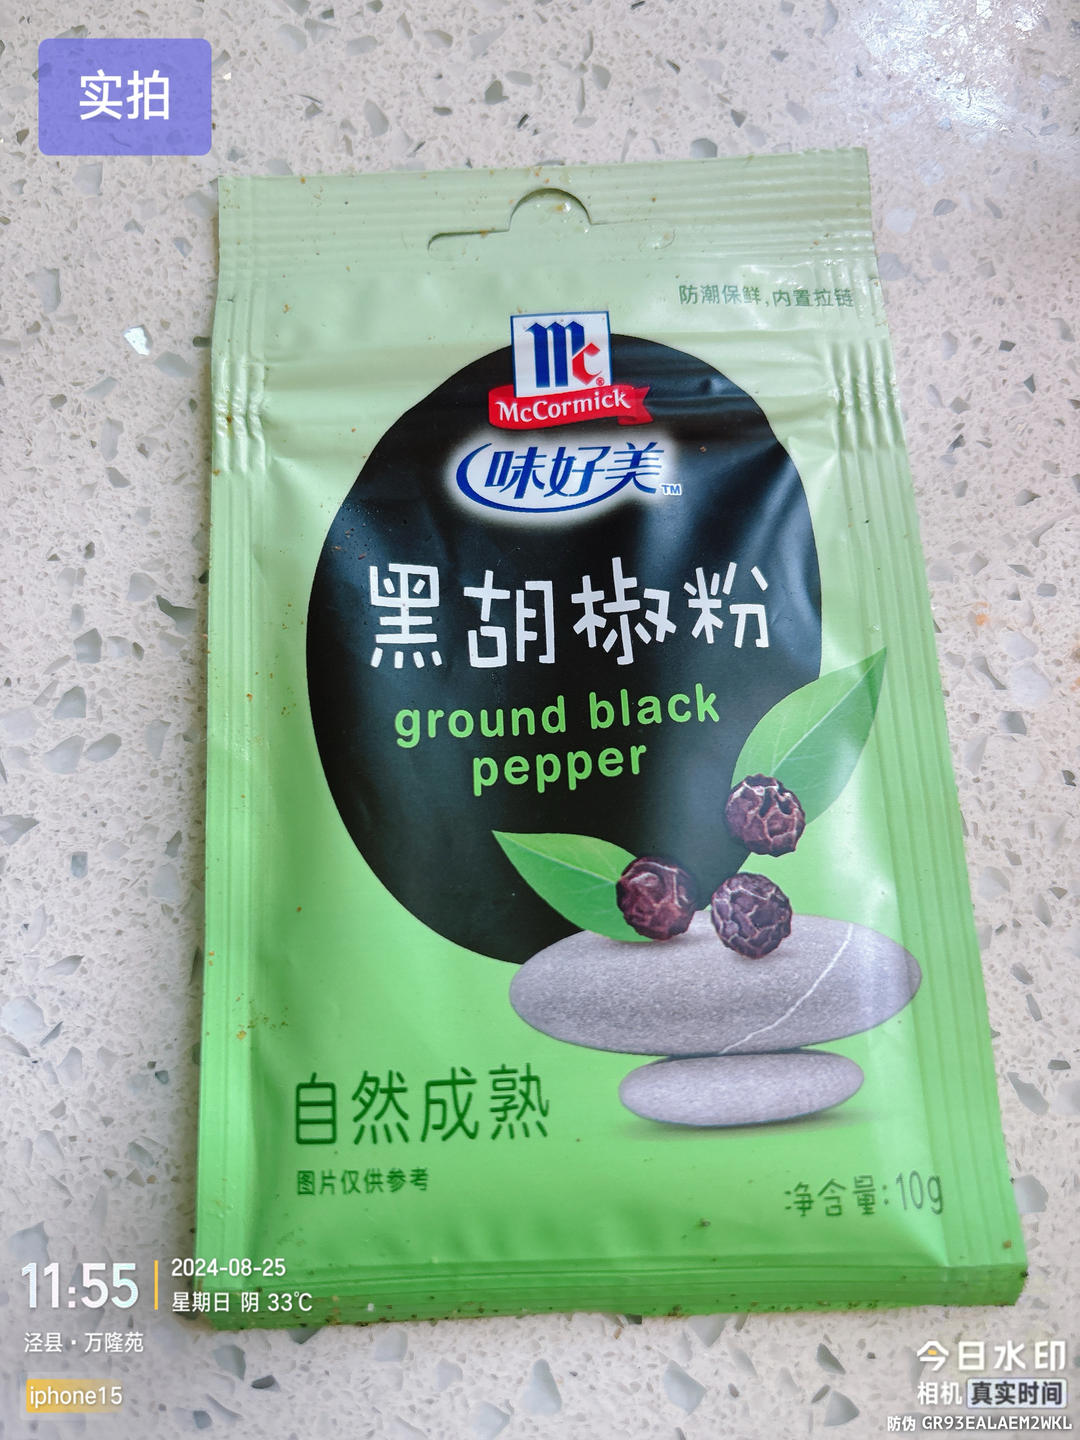 实拍
防潮保鲜,内置拉链
Mc®
McCormick
味好美™
黑胡椒粉
ground black
pepper
自然成熟
图片仅供参考
净含量:10g
11:55
2024-08-25
星期日 阴 33℃
泾县·万隆苑
iphone15
今日水印
相机 真实时间
防伪 GR93EALAEM2WKL